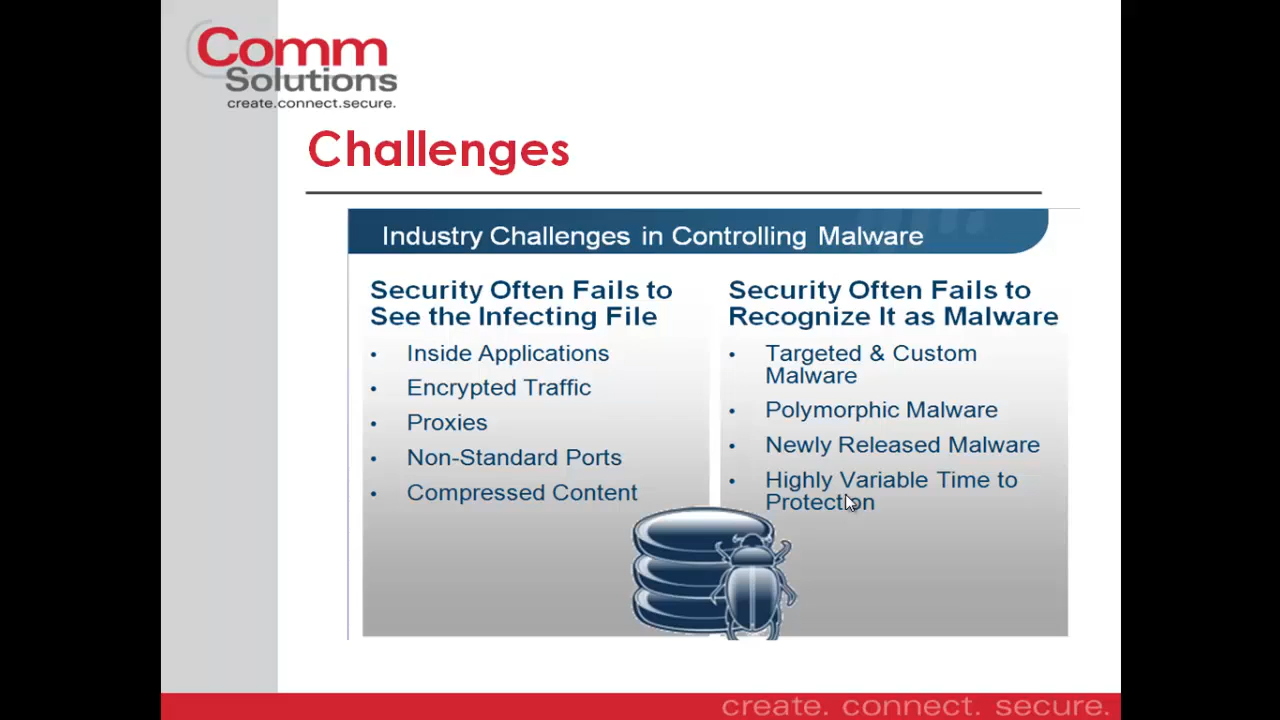 Comm
Solutions
create.connect.secure.
Challenges
Industry Challenges in Controlling Malware
Security Often Fails to
See the Infecting File
• Inside Applications
• Encrypted Traffic
• Proxies
• Non-Standard Ports
• Compressed Content
Security Often Fails to
Recognize It as Malware
• Targeted & Custom
Malware
• Polymorphic Malware
• Newly Released Malware
• Highly Variable Time to
Protection
create. connect. secure.